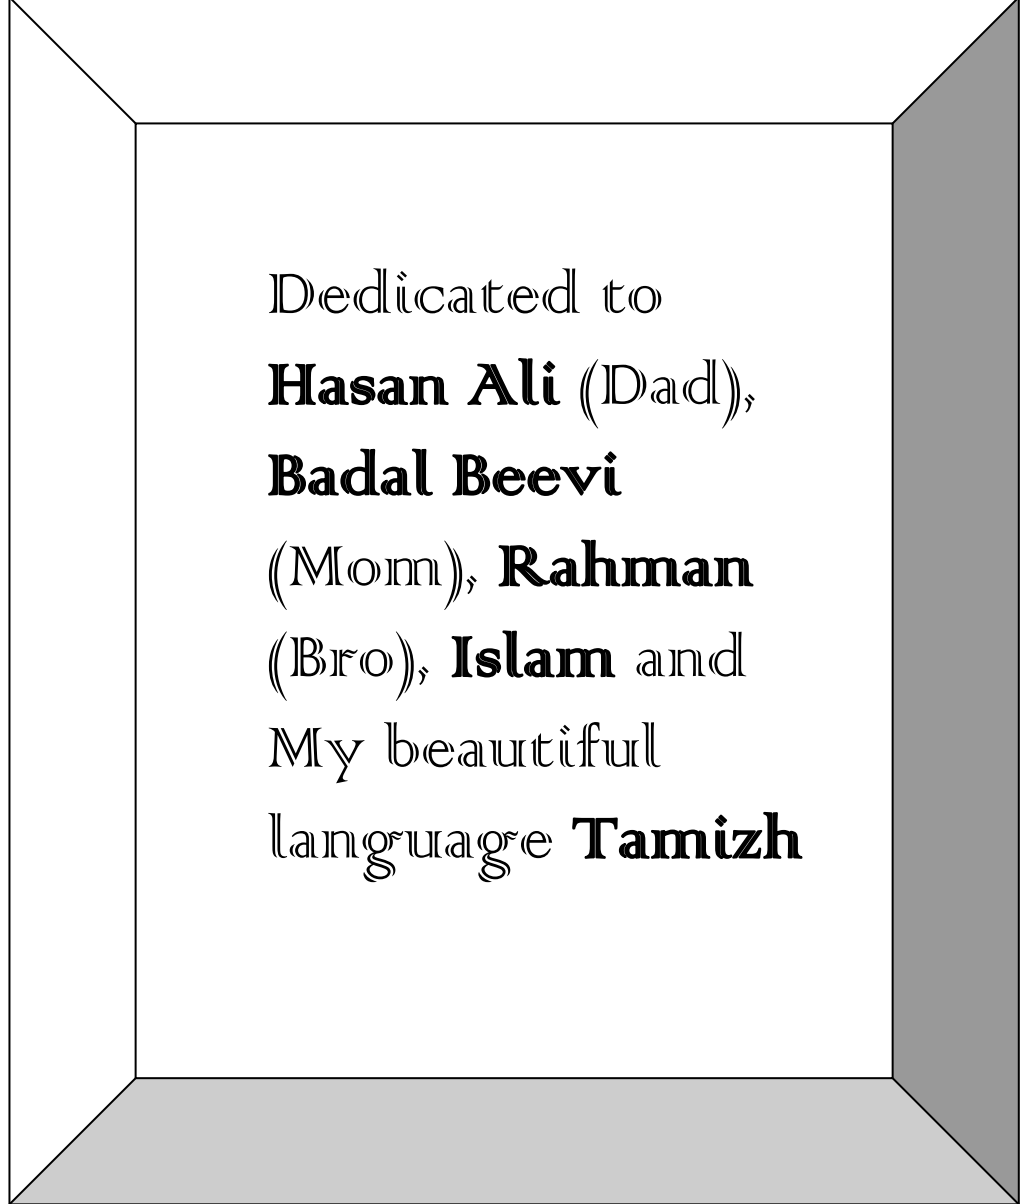 Dedicated to
Hasan Ali (Dad),
Badal Beevi
(Mom), Rahman
(Bro), Islam and
My beautiful
language Tamizh